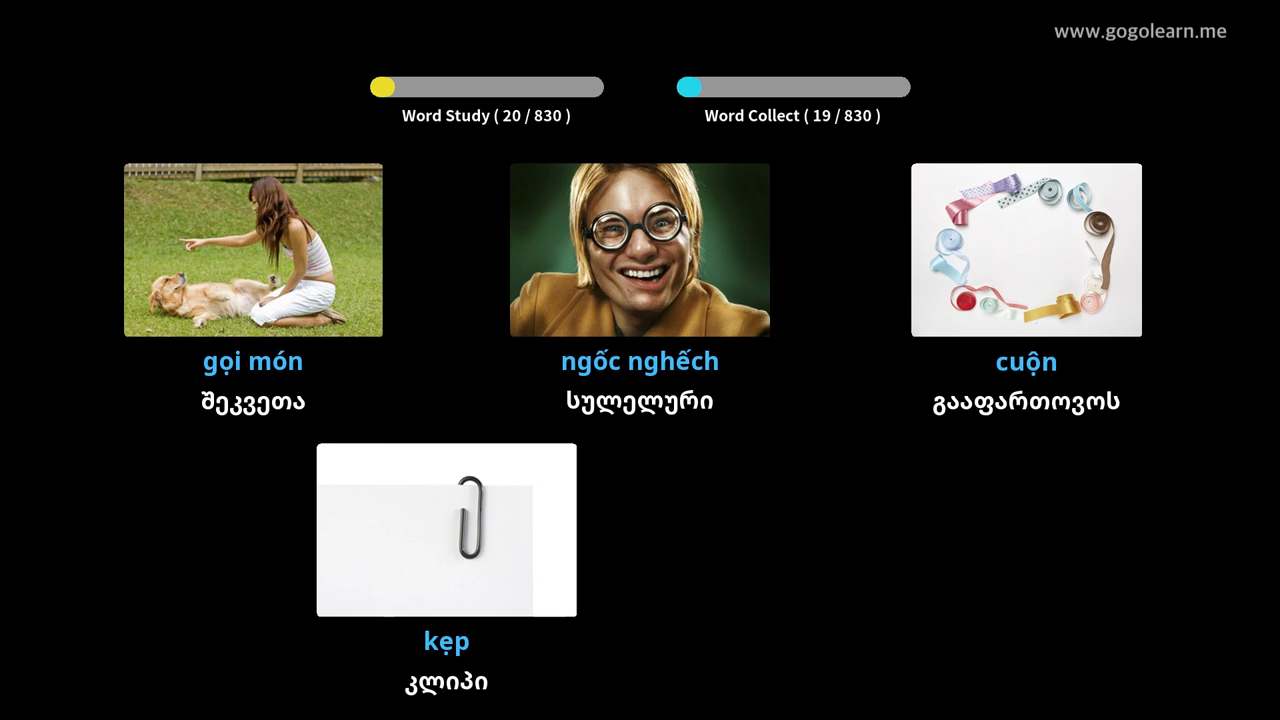 www.gogolearn.me
Word Study ( 20 / 830 )
Word Collect ( 19 / 830 )
gọi món
შეკვეთა
ngốc nghếch
სულელური
cuộn
გააფართოვოს
kẹp
კლიპი